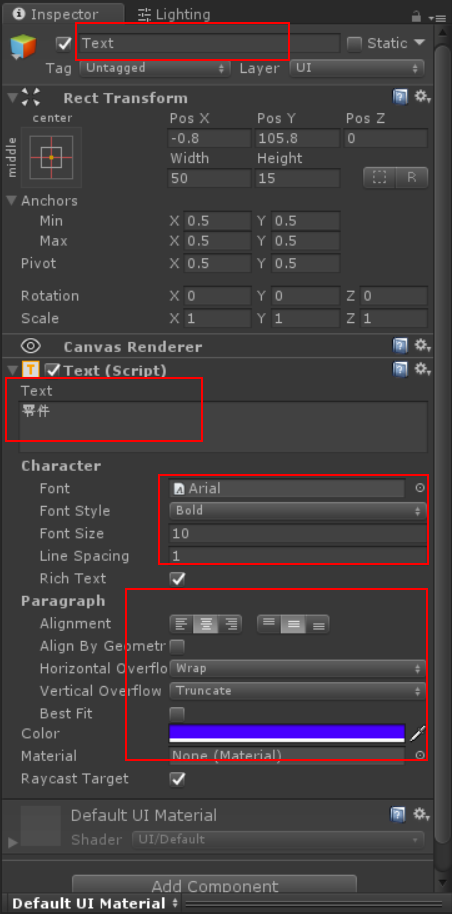 Inspector Lighting
Text Static
Tag Untagged Layer UI
Rect Transform
center Pos X Pos Y Pos Z
middle -0.8 105.8 0
Width Height
50 15 R
Anchors
Min X 0.5 Y 0.5
Max X 0.5 Y 0.5
Pivot X 0.5 Y 0.5
Rotation X 0 Y 0 Z 0
Scale X 1 Y 1 Z 1
Canvas Renderer
T Text (Script)
Text
零件
Character
Font Arial
Font Style Bold
Font Size 10
Line Spacing 1
Rich Text
Paragraph
Alignment
Align By Geometr
Horizontal Overflo Wrap
Vertical Overflow Truncate
Best Fit
Color
Material None (Material)
Raycast Target
Default UI Material
Shader UI/Default
Add Component
Default UI Material